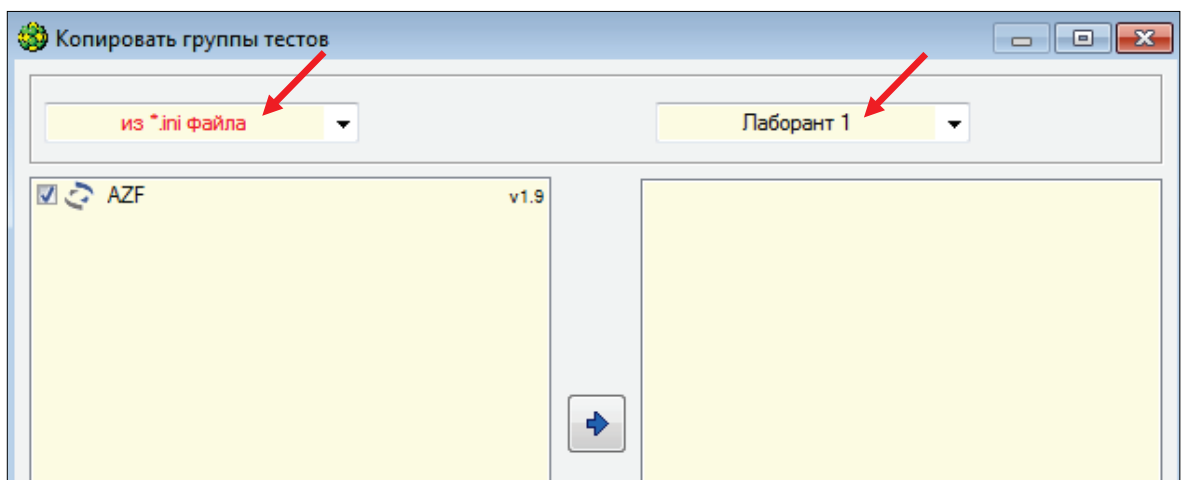 Копировать группы тестов
из *.ini файла
Лаборант 1
AZF
v1.9